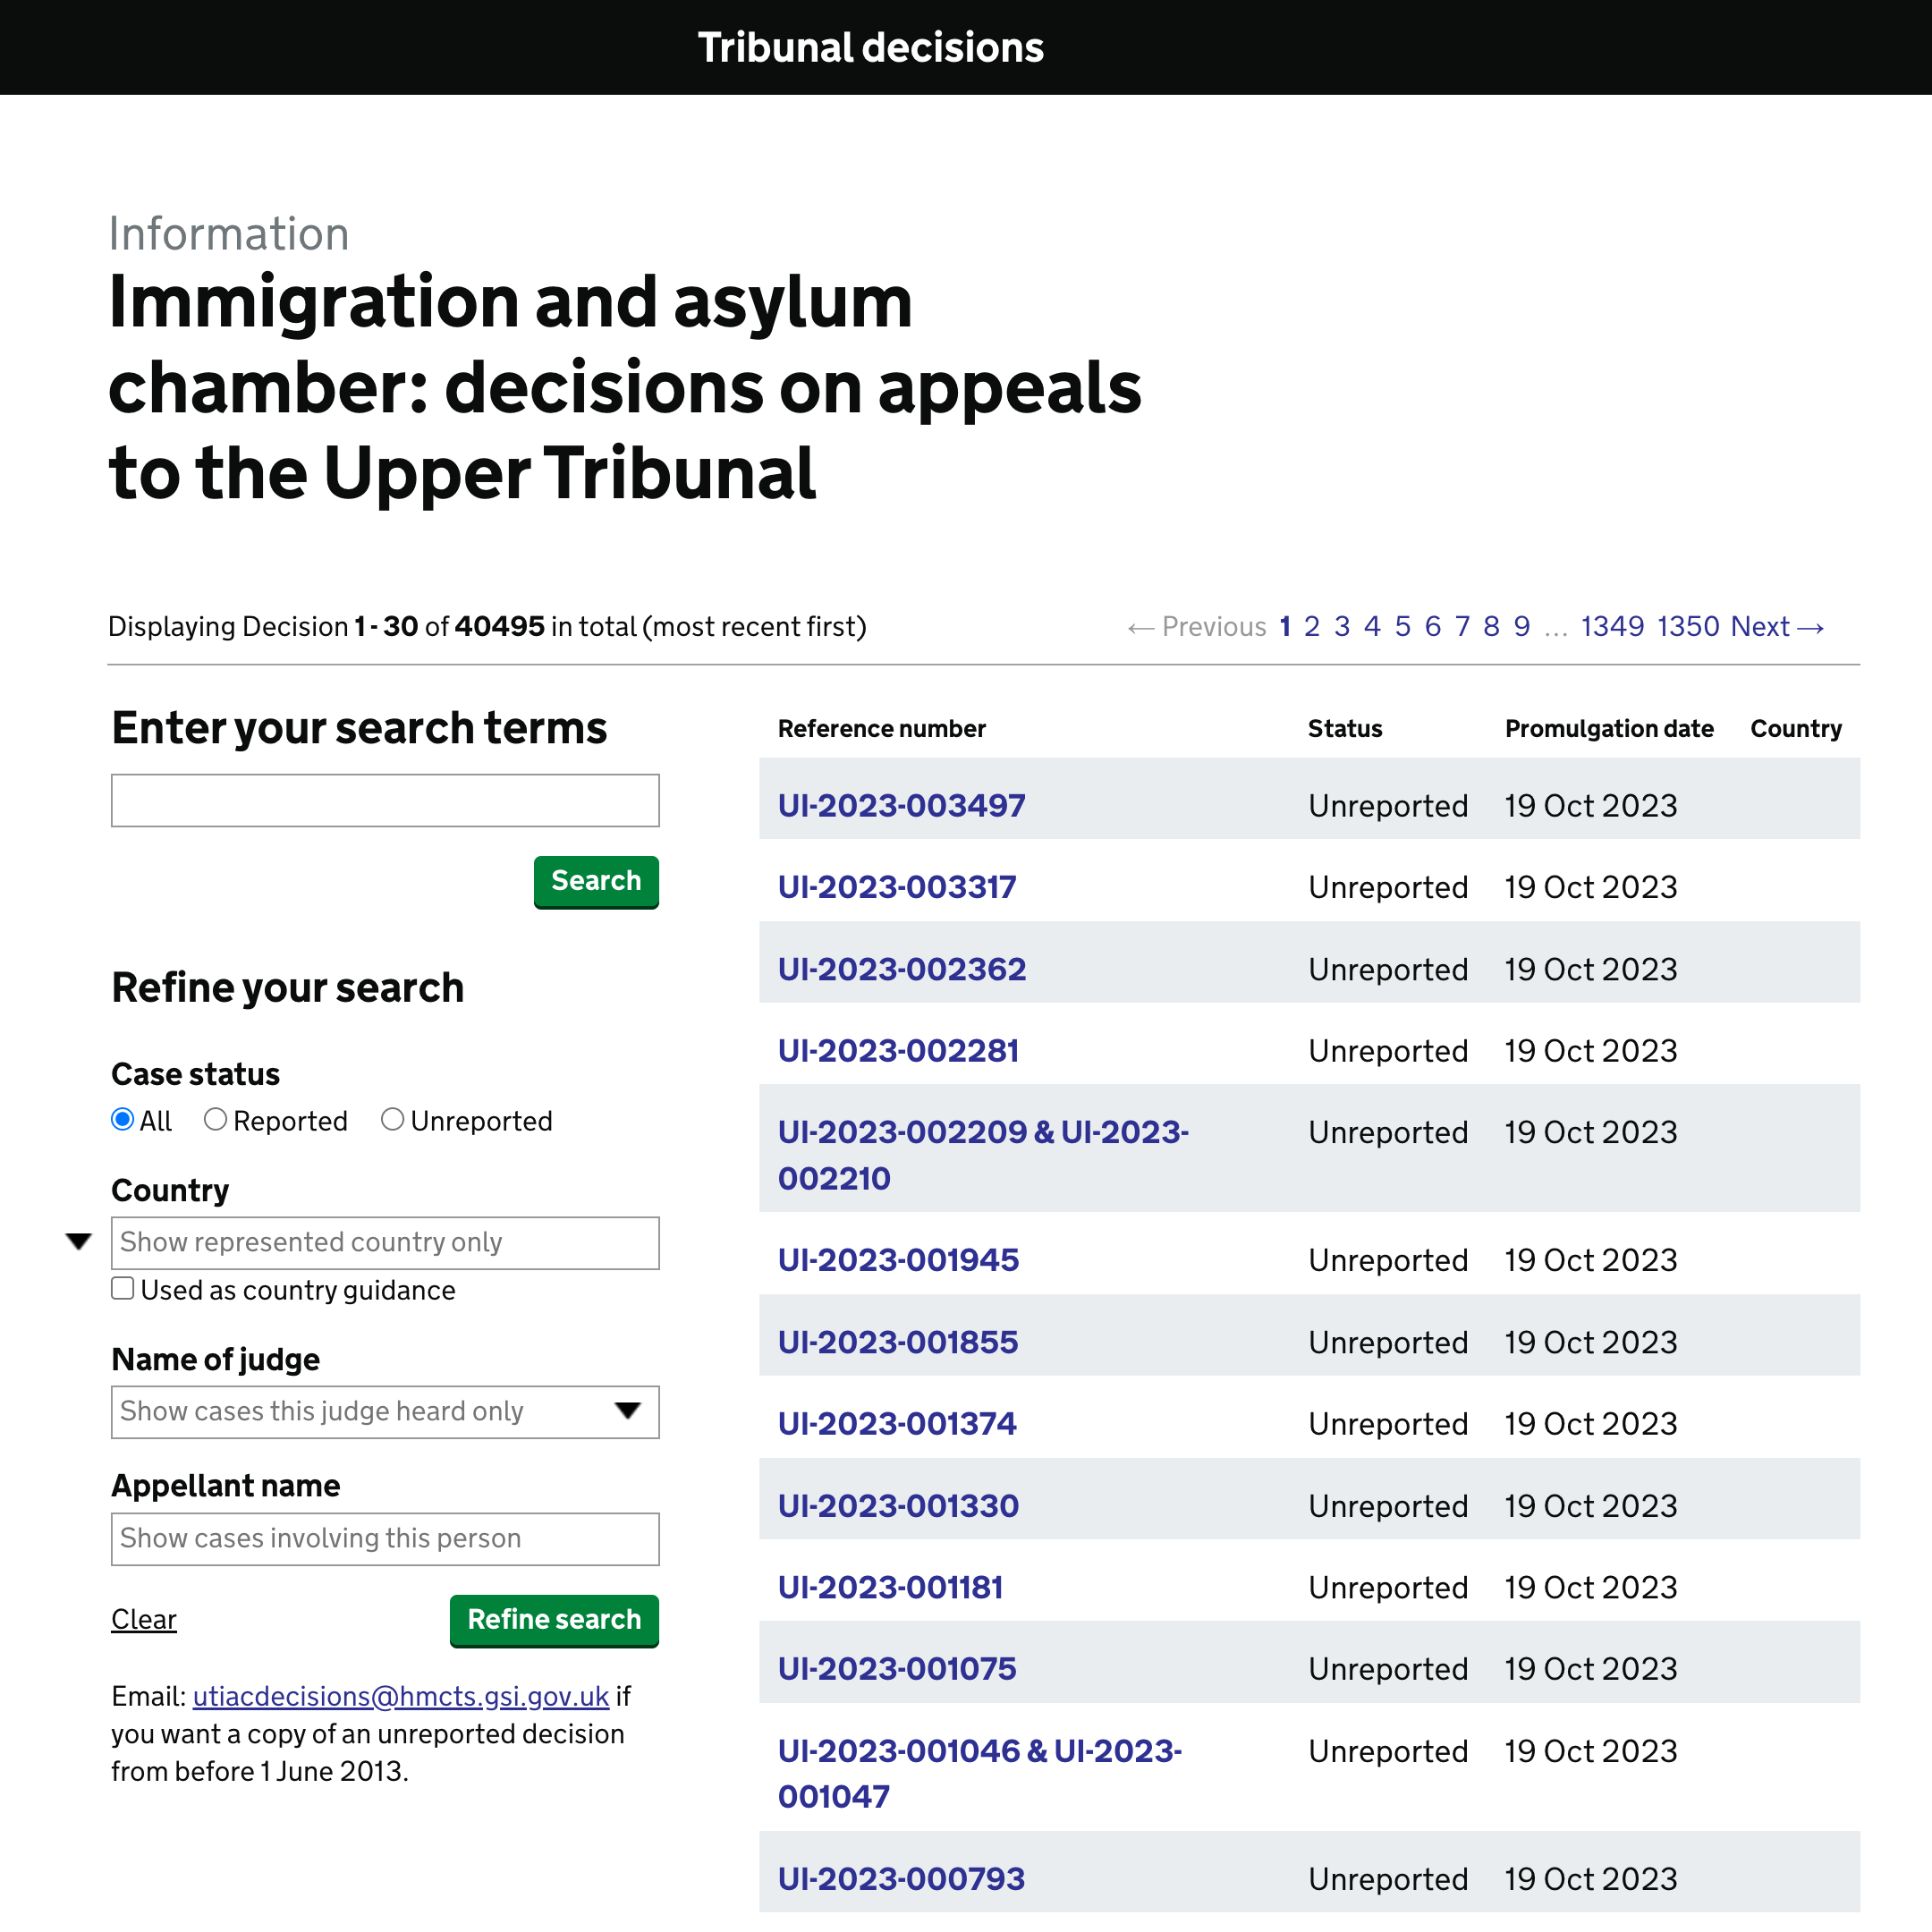 Tribunal decisions
Information
Immigration and asylum
chamber: decisions on appeals
to the Upper Tribunal
Displaying Decision 1 - 30 of 40495 in total (most recent first)
← Previous 1 2 3 4 5 6 7 8 9 … 1349 1350 Next →
Enter your search terms
Search
Refine your search
Case status
All Reported Unreported
Country
Show represented country only
Used as country guidance
Name of judge
Show cases this judge heard only
Appellant name
Show cases involving this person
Clear Refine search
Email: utiacdecisions@hmcts.gsi.gov.uk if
you want a copy of an unreported decision
from before 1 June 2013.
Reference number Status Promulgation date Country
UI-2023-003497 Unreported 19 Oct 2023
UI-2023-003317 Unreported 19 Oct 2023
UI-2023-002362 Unreported 19 Oct 2023
UI-2023-002281 Unreported 19 Oct 2023
UI-2023-002209 & UI-2023- Unreported 19 Oct 2023
002210
UI-2023-001945 Unreported 19 Oct 2023
UI-2023-001855 Unreported 19 Oct 2023
UI-2023-001374 Unreported 19 Oct 2023
UI-2023-001330 Unreported 19 Oct 2023
UI-2023-001181 Unreported 19 Oct 2023
UI-2023-001075 Unreported 19 Oct 2023
UI-2023-001046 & UI-2023- Unreported 19 Oct 2023
001047
UI-2023-000793 Unreported 19 Oct 2023